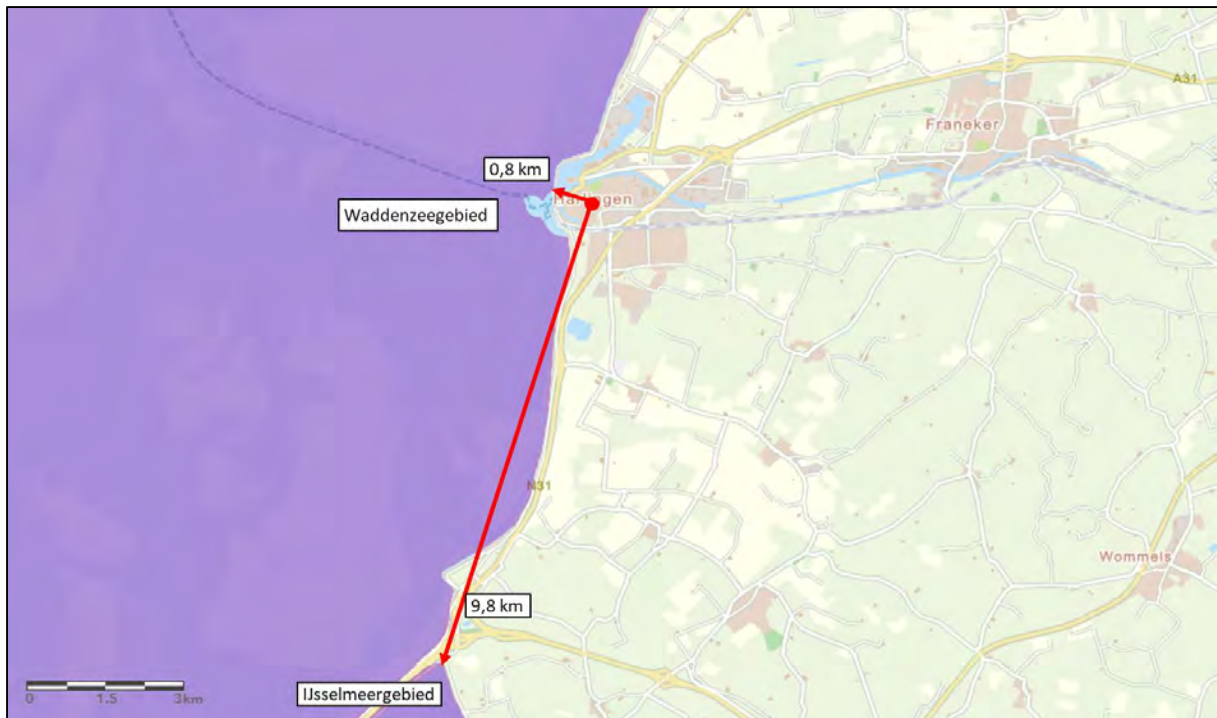 A31
Franeker
0,8 km
Harlingen
Waddenzeegebied
N31
Wommels
9,8 km
IJsselmeergebied
0 1.5 3km